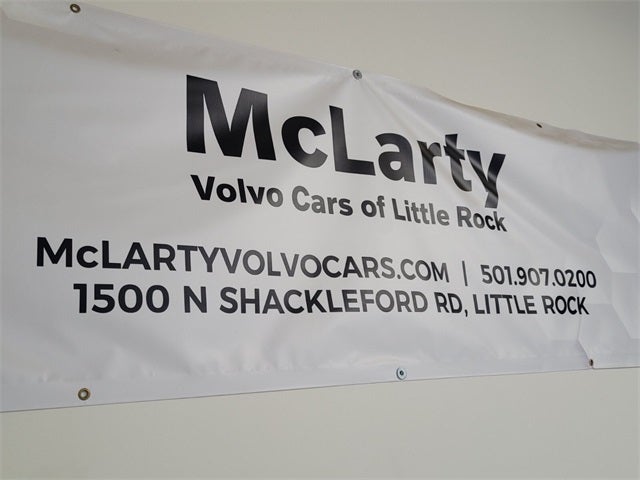 McLarty
Volvo Cars of Little Rock
McLARTYVOLVOCARS.COM | 501.907.0200
1500 N SHACKLEFORD RD, LITTLE ROCK